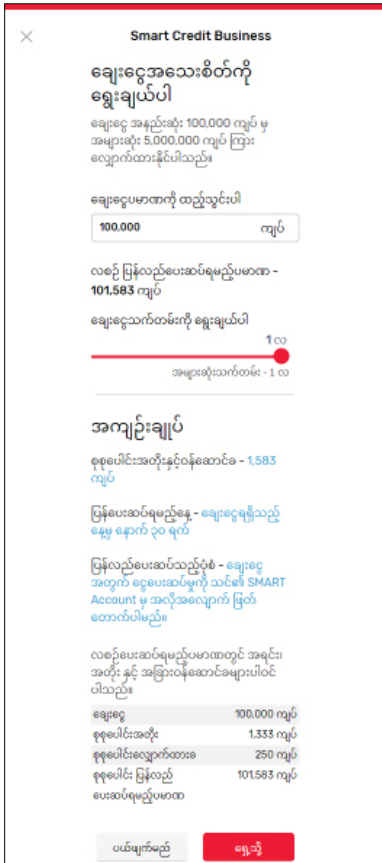 Smart Credit Business
ချေးငွေအသေးစိတ်ကို
ရွေးချယ်ပါ
ချေးငွေ အနည်းဆုံး 100,000 ကျပ် မှ
အများဆုံး 5,000,000 ကျပ် ကြား
လျှောက်ထားနိုင်ပါသည်။
ချေးငွေပမာဏကို ထည့်သွင်းပါ
100.000 ကျပ်
လစဉ် ပြန်လည်ပေးဆပ်ရမည့်ပမာဏ -
101,583 ကျပ်
ချေးငွေသက်တမ်းကို ရွေးချယ်ပါ
1 လ
အများဆုံးသက်တမ်း - 1 လ
အကျဉ်းချုပ်
စုစုပေါင်းအတိုးနှင့်ဝန်ဆောင်ခ - 1,583
ကျပ်
ပြန်ပေးဆပ်ရမည့်နေ့ - ချေးငွေရရှိသည့်
နေ့မှ နောက် ၃၀ ရက်
ပြန်လည်ပေးဆပ်သည့်ပုံစံ - ချေးငွေ
အတွက် ငွေပေးဆပ်မှုကို သင်၏ SMART
Account မှ အလိုအလျောက် ဖြတ်
တောက်ပါမည်။
လစဉ်ပေးဆပ်ရမည့်ပမာဏတွင် အရင်း၊
အတိုး နှင့် အခြားဝန်ဆောင်ခများပါဝင်
ပါသည်။
ချေးငွေ 100,000 ကျပ်
စုစုပေါင်းအတိုး 1,333 ကျပ်
စုစုပေါင်းလျှောက်ထားခ 250 ကျပ်
စုစုပေါင်း ပြန်လည် 101,583 ကျပ်
ပေးဆပ်ရမည့်ပမာဏ
ပယ်ဖျက်မည် ရှေ့သို့